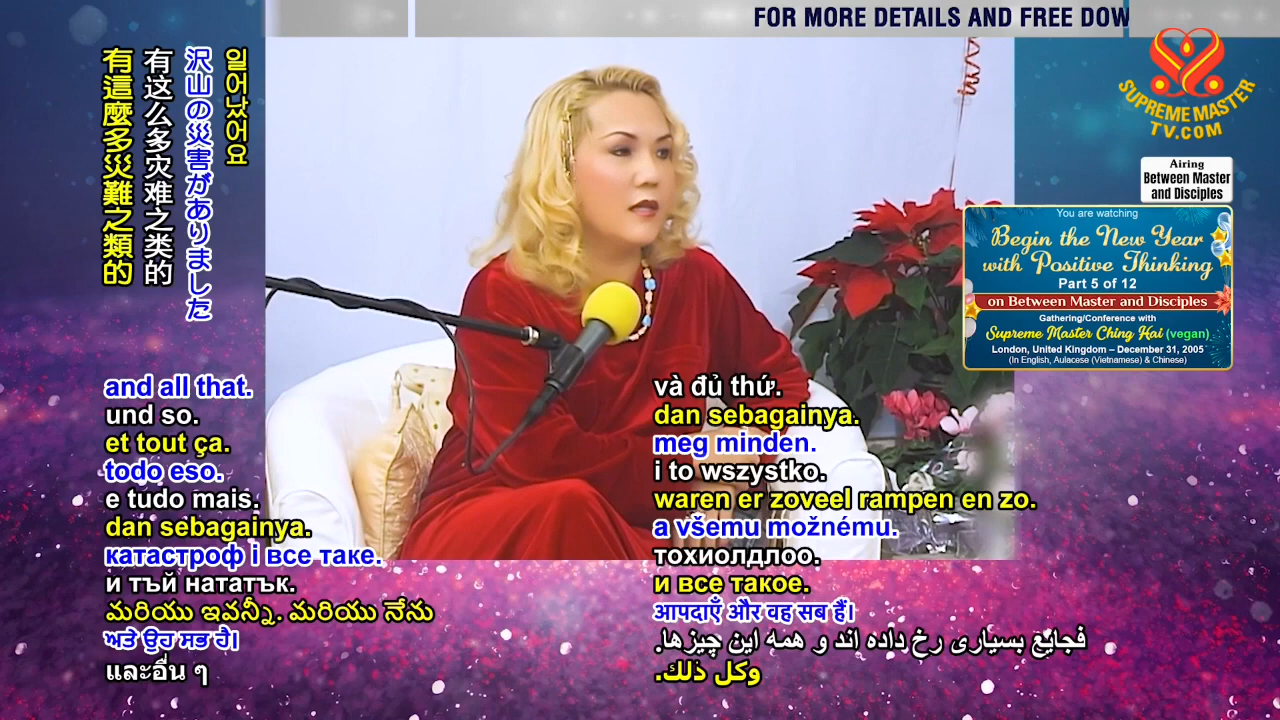 FOR MORE DETAILS AND FREE DOW
SUPREME MASTER
TV.COM
Airing
Between Master
and Disciples
You are watching
Begin the New Year
with Positive Thinking
Part 5 of 12
on Between Master and Disciples
Gathering/Conference with
Supreme Master Ching Hai (vegan)
London, United Kingdom – December 31, 2005
(In English, Aulacese (Vietnamese) & Chinese)
일어났어요
沢山の災害がありました
有这么多灾难之类的
有這麼多災難之類的
and all that.
und so.
et tout ça.
todo eso.
e tudo mais.
dan sebagainya.
катастроф і все таке.
и тъй нататък.
మరియు ఇవన్నీ. మరియు నేను
ਅਤੇ ਉਹ ਸਭ ਹੈ।
และอื่น ๆ
và đủ thứ.
dan sebagainya.
meg minden.
i to wszystko.
waren er zoveel rampen en zo.
a všemu možnému.
тохиолдлоо.
и все такое.
आपदाएँ और वह सब हैं।
فجایع بسیاری رخ داده اند و همه این چیزها.
وكل ذلك.